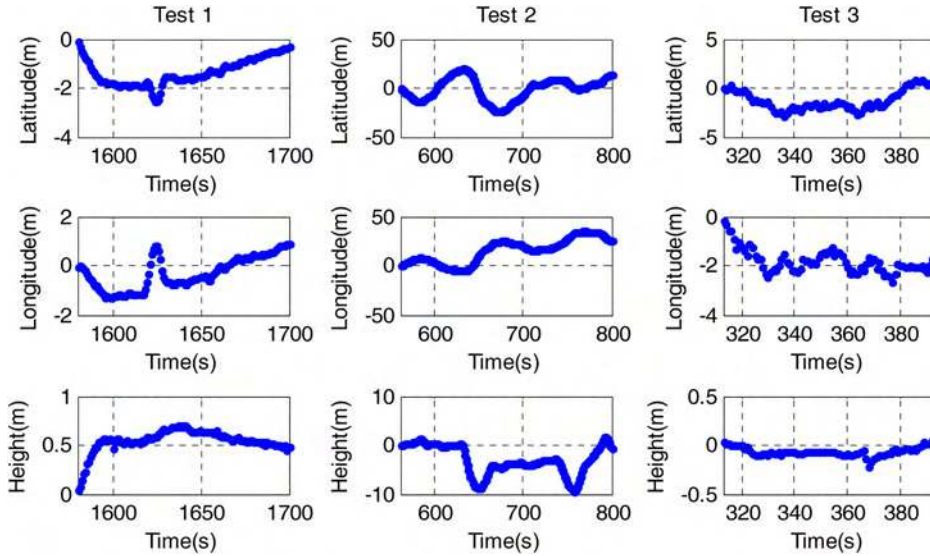 Test 1 Test 2 Test 3
Latitude(m) 0 -2 -4
1600 1650 1700
Time(s)
Latitude(m) 50 0 -50
600 700 800
Time(s)
Latitude(m) 5 0 -5
320 340 360 380
Time(s)
Longitude(m) 2 0 -2
1600 1650 1700
Time(s)
Longitude(m) 50 0 -50
600 700 800
Time(s)
Longitude(m) 0 -2 -4
320 340 360 380
Time(s)
Height(m) 1 0.5 0
1600 1650 1700
Time(s)
Height(m) 10 0 -10
600 700 800
Time(s)
Height(m) 0.5 0 -0.5
320 340 360 380
Time(s)